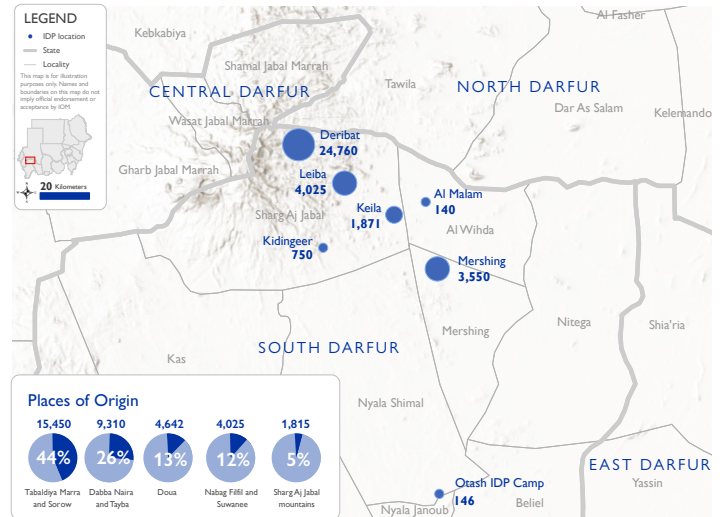 LEGEND
IDP location
State
Locality
This map is for illustration
purposes only. Names and
boundaries on this map do not
imply official endorsement or
acceptance by IOM.
20 Kilometers
Kebkabiya
Al Fasher
Shamal Jabal Marrah
CENTRAL DARFUR
Tawila
NORTH DARFUR
Dar As Salam
Kelemando
Wasat Jabal Marrah
Deribat
24,760
Gharb Jabal Marrah
Leiba
4,025
Al Malam
140
Keila
1,871
Sharg Aj Jabal
Al Wihda
Kidingeer
750
Mershing
3,550
Mershing
Nitega
Shia'ria
SOUTH DARFUR
Kas
Nyala Shimal
EAST DARFUR
Yassin
Otash IDP Camp
146
Beliel
Nyala Janoub
Places of Origin
15,450 9,310 4,642 4,025 1,815
44% 26% 13% 12% 5%
Tabaldiya Marra Dabba Naira Doua Nabag Filfil and Sharg Aj Jabal
and Sorow and Tayba Suwanee mountains